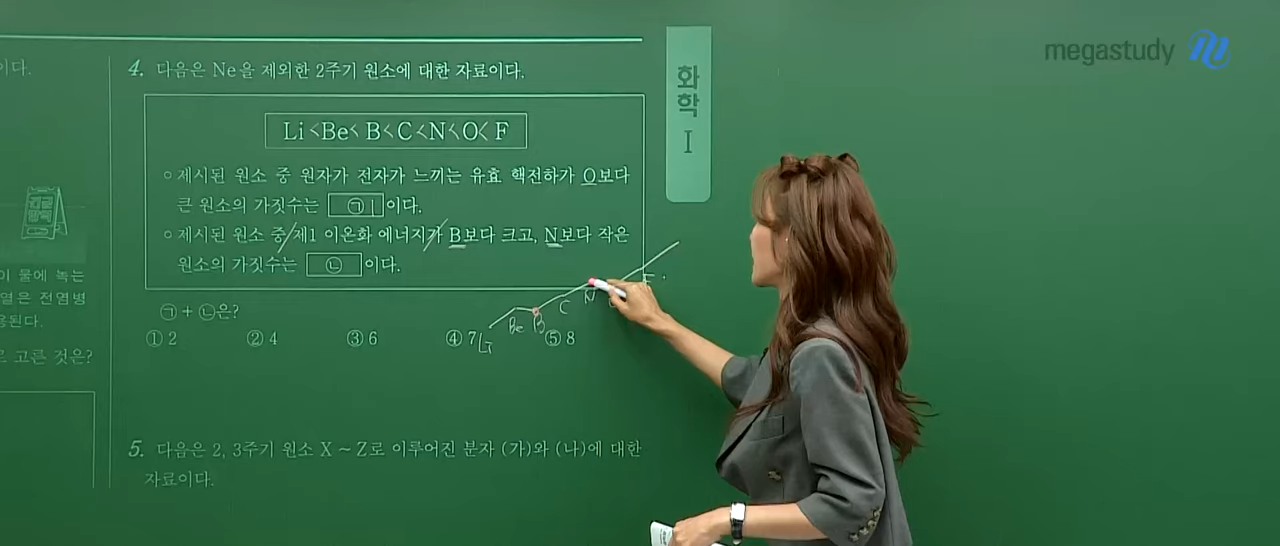 megastudy
이다.
긴급
이 물에 녹는
열은 전염병
용된다.
고른 것은?
화학 I
4. 다음은 Ne을 제외한 2주기 원소에 대한 자료이다.
Li<Be<B<C<N<O<F
○ 제시된 원소 중 원자가 전자가 느끼는 유효 핵전하가 O보다
큰 원소의 가짓수는 ㉠ 이다.
○ 제시된 원소 중 제1 이온화 에너지가 B보다 크고, N보다 작은
원소의 가짓수는 ㉡ 이다.
㉠+㉡은?
① 2 ② 4 ③ 6 ④ 7 ⑤ 8
Li Be B C N F
5. 다음은 2, 3주기 원소 X ~ Z로 이루어진 분자 (가)와 (나)에 대한
자료이다.